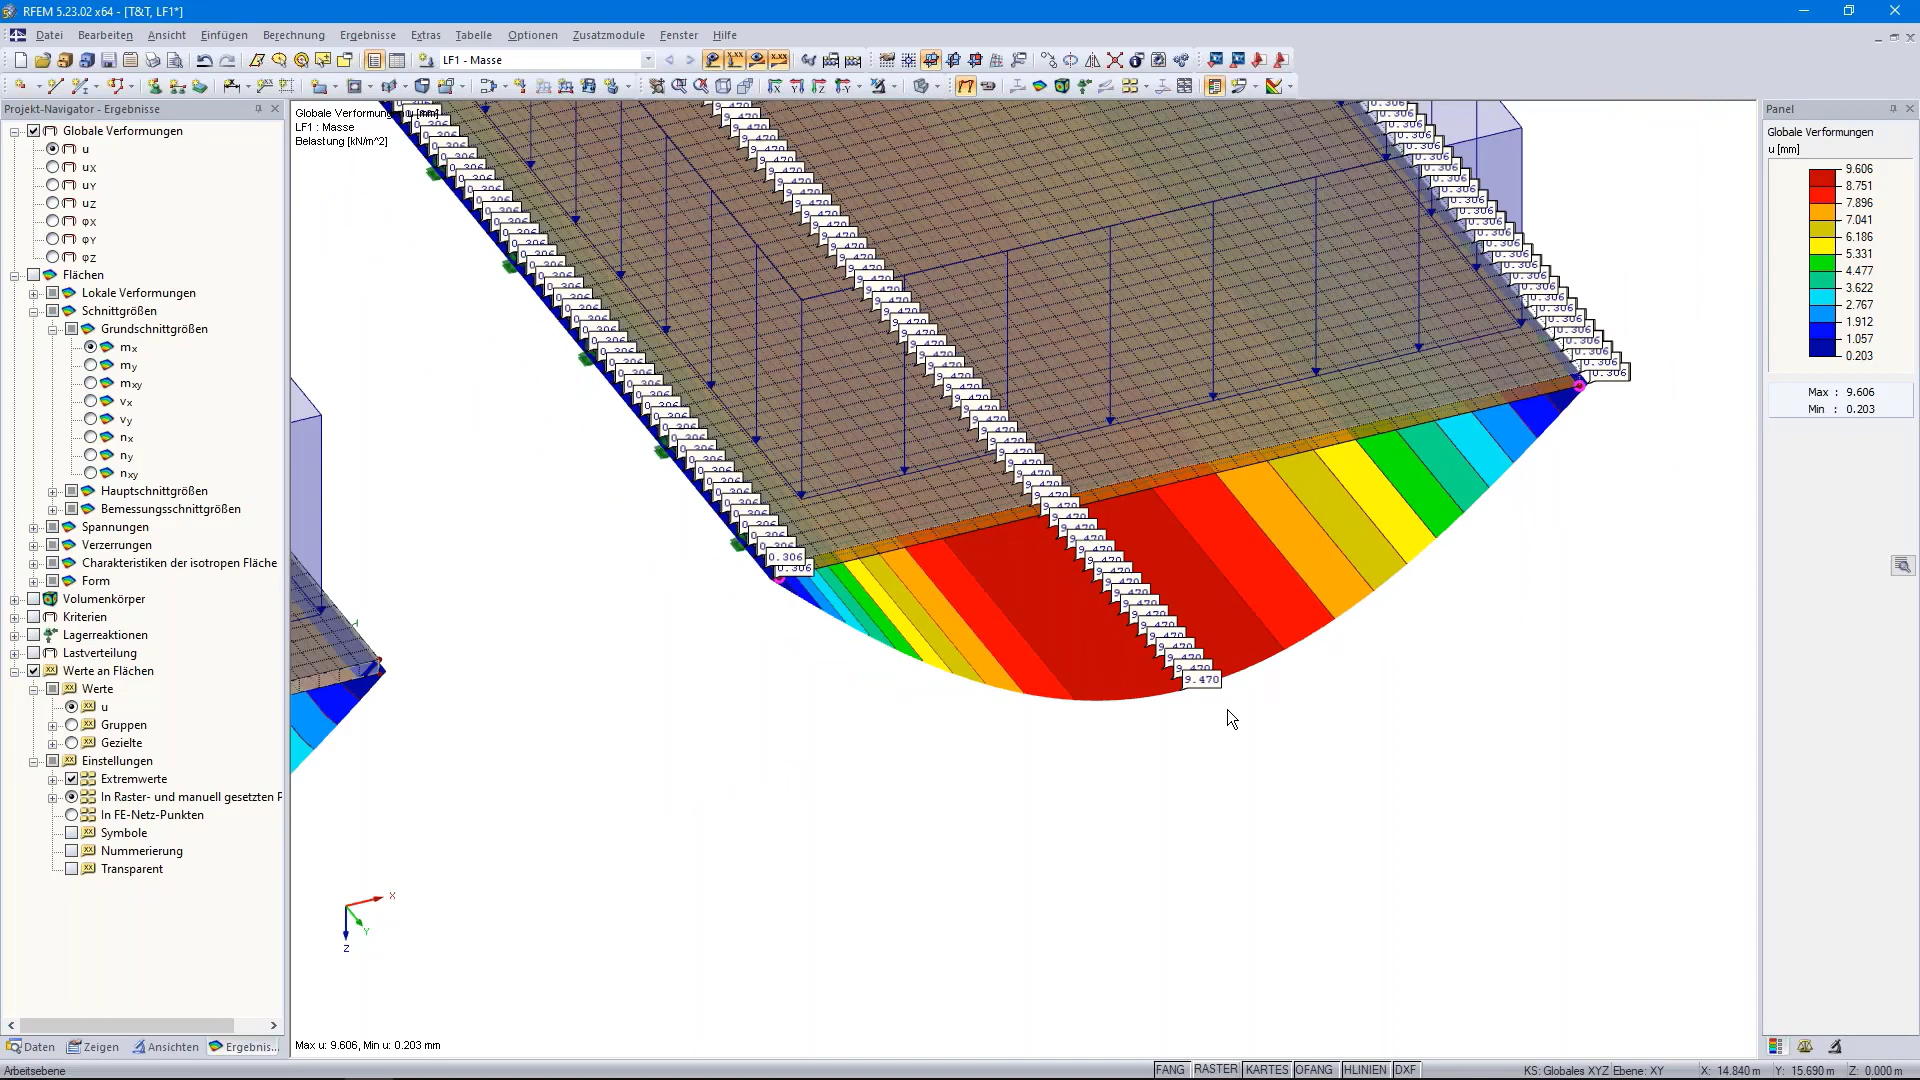 RFEM 5.23.02 x64 - [T&T, LF1*]
Datei Bearbeiten Ansicht Einfügen Berechnung Ergebnisse Extras Tabelle Optionen Zusatzmodule Fenster Hilfe
LF1 - Masse
Projekt-Navigator - Ergebnisse
Globale Verformungen
u
uX
uY
uZ
φX
φY
φZ
Flächen
Lokale Verformungen
Schnittgrößen
Grundschnittgrößen
mx
my
mxy
vx
vy
nx
ny
nxy
Hauptschnittgrößen
Bemessungsschnittgrößen
Spannungen
Verzerrungen
Charakteristiken der isotropen Fläche
Form
Volumenkörper
Kriterien
Lagerreaktionen
Lastverteilung
Werte an Flächen
Werte
u
Gruppen
Gezielte
Einstellungen
Extremwerte
In Raster- und manuell gesetzten P
In FE-Netz-Punkten
Symbole
Nummerierung
Transparent
Daten Zeigen Ansichten Ergebnis...
Globale Verformungen u [mm]
LF1 : Masse
Belastung [kN/m^2]
0.306
0.306
9.470
0.306
X
Y
Z
Max u: 9.606, Min u: 0.203 mm
Panel
Globale Verformungen
u [mm]
9.606
8.751
7.896
7.041
6.186
5.331
4.477
3.622
2.767
1.912
1.057
0.203
Max : 9.606
Min : 0.203
Arbeitsebene
FANG RASTER KARTES OFANG HLINIEN DXF
KS: Globales XYZ Ebene: XY X: 14.840 m Y: 15.690 m Z: 0.000 m